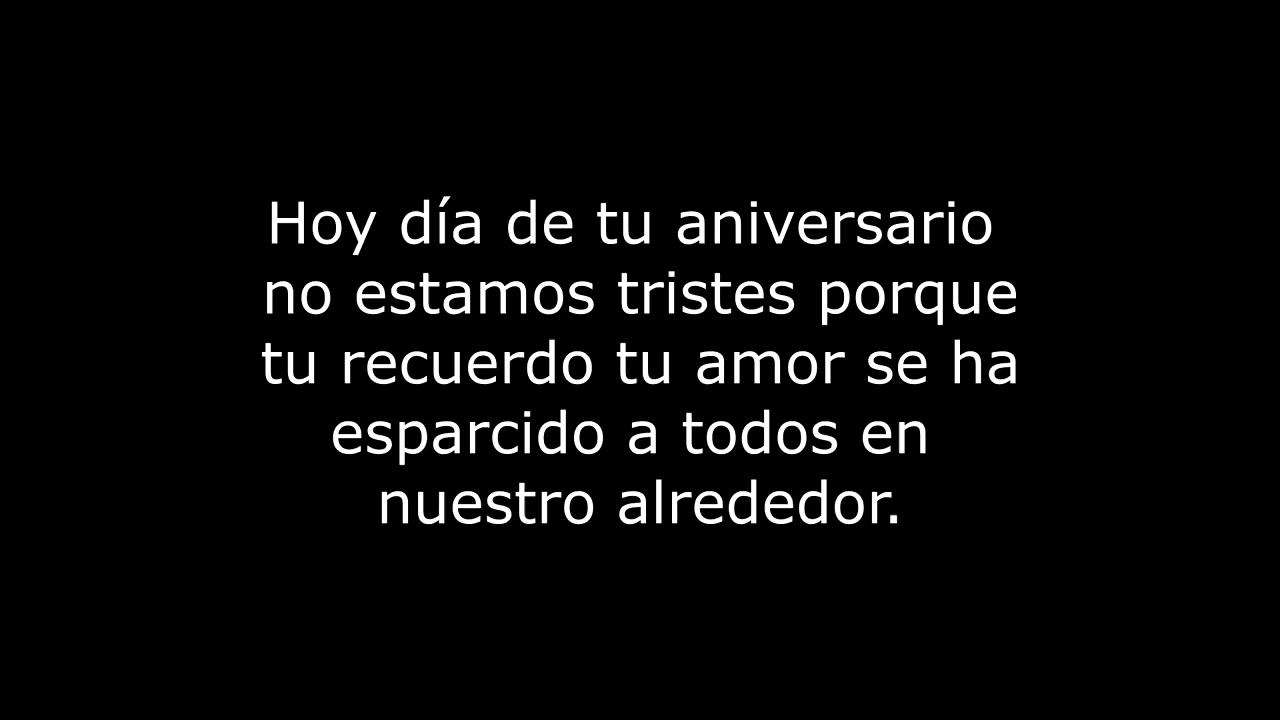 Hoy día de tu aniversario
no estamos tristes porque
tu recuerdo tu amor se ha
esparcido a todos en
nuestro alrededor.